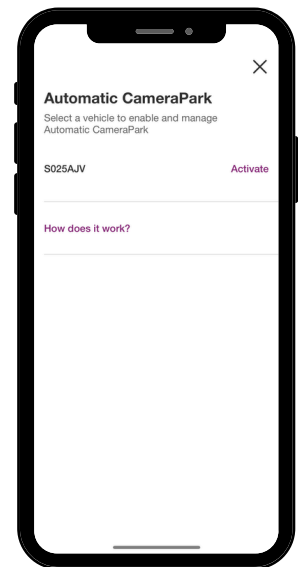 Automatic CameraPark
Select a vehicle to enable and manage
Automatic CameraPark
S025AJV
Activate
How does it work?